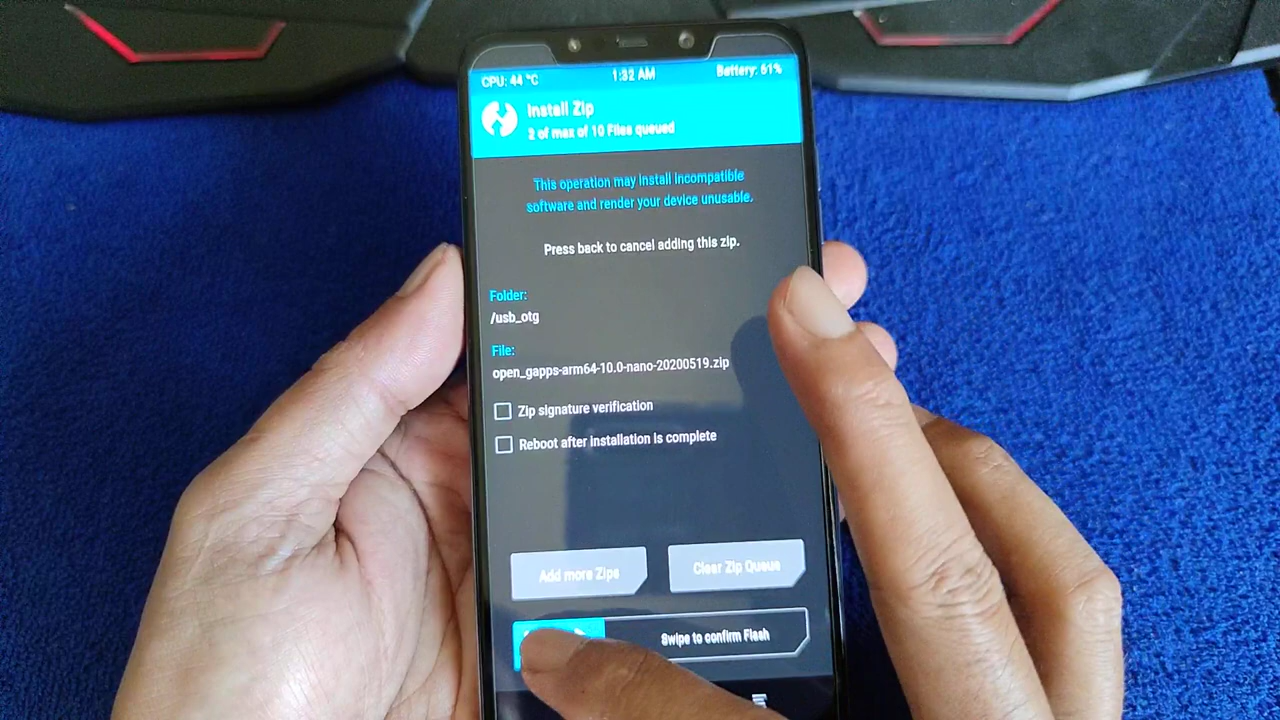 CPU: 44 °C 1:32 AM Battery: 61%
Install Zip
2 of max of 10 Files queued
This operation may install incompatible
software and render your device unusable.
Press back to cancel adding this zip.
Folder:
/usb_otg
File:
open_gapps-arm64-10.0-nano-20200519.zip
Zip signature verification
Reboot after installation is complete
Add more Zips Clear Zip Queue
Swipe to confirm Flash